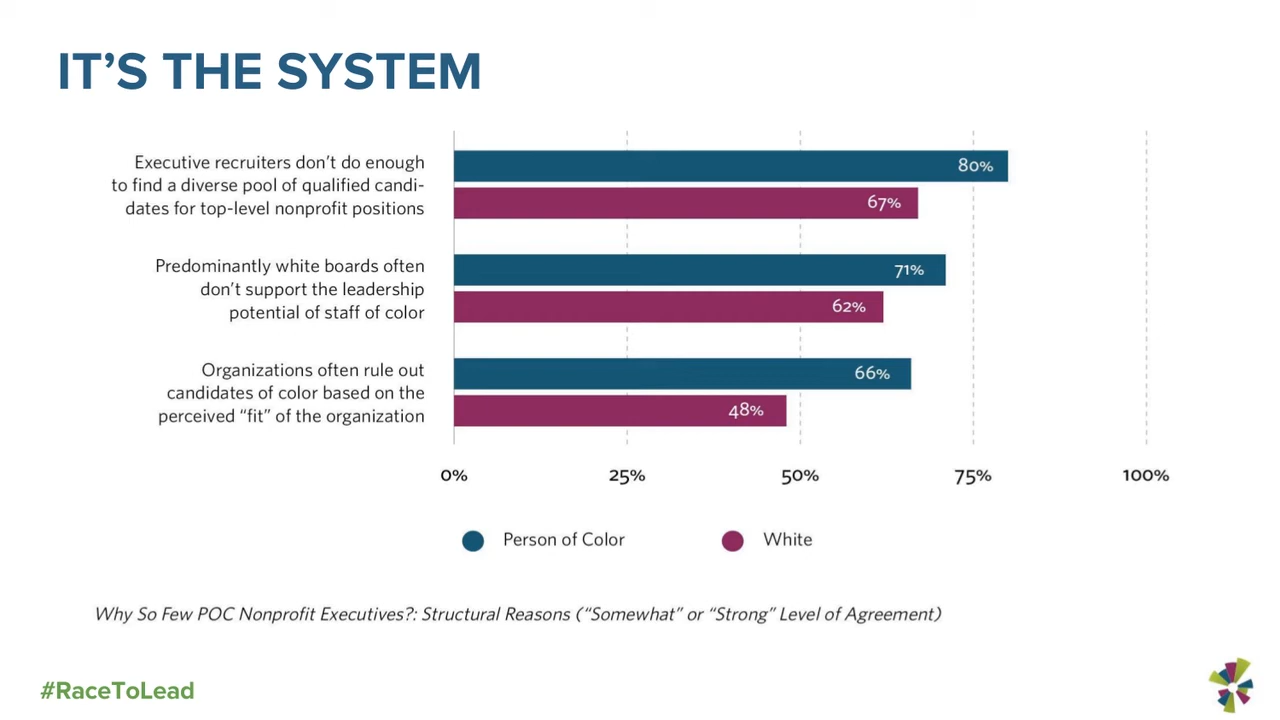 IT’S THE SYSTEM
Executive recruiters don’t do enough
to find a diverse pool of qualified candi-
dates for top-level nonprofit positions
80%
67%
Predominantly white boards often
don’t support the leadership
potential of staff of color
71%
62%
Organizations often rule out
candidates of color based on the
perceived “fit” of the organization
66%
48%
0% 25% 50% 75% 100%
Person of Color White
Why So Few POC Nonprofit Executives?: Structural Reasons (“Somewhat” or “Strong” Level of Agreement)
#RaceToLead